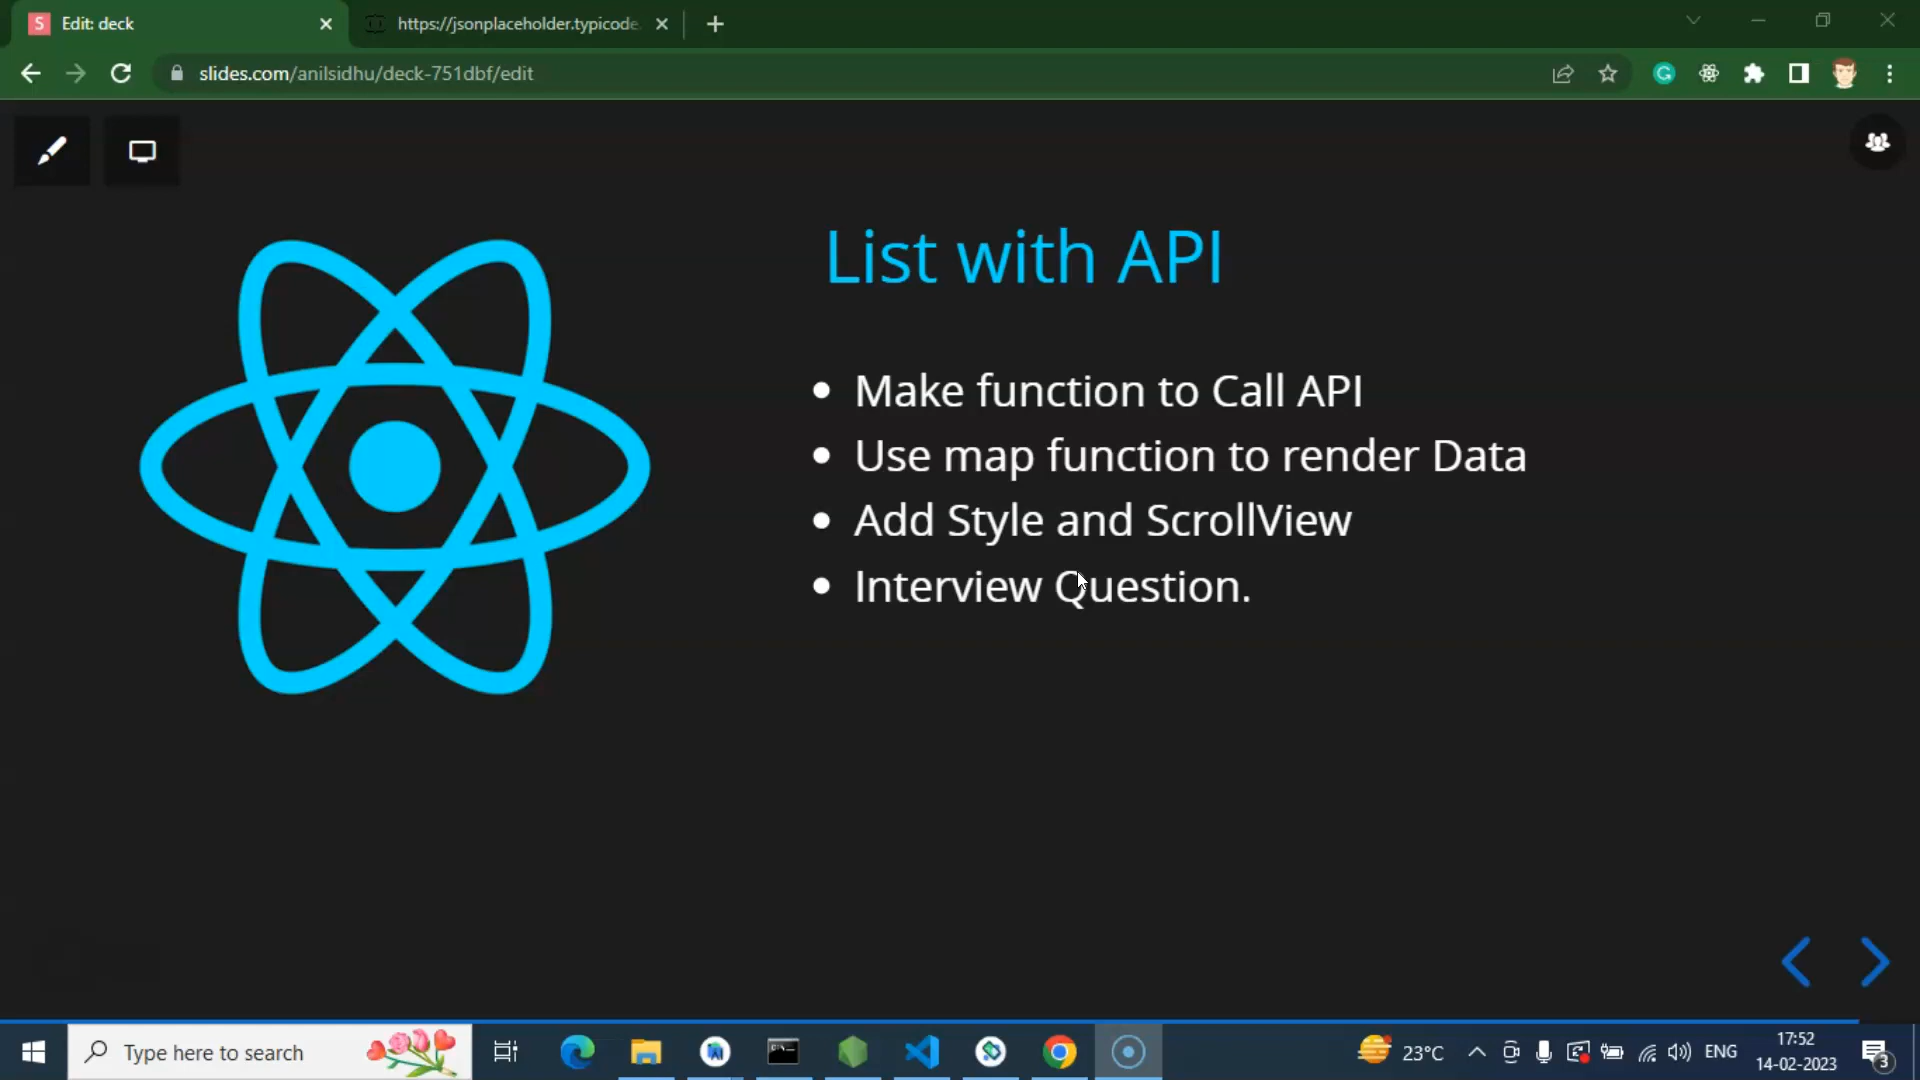 S Edit: deck
https://jsonplaceholder.typicode.
slides.com/anilsidhu/deck-751dbf/edit
G
List with API
• Make function to Call API
• Use map function to render Data
• Add Style and ScrollView
• Interview Question.
Type here to search
23°C
ENG
17:52
14-02-2023
3